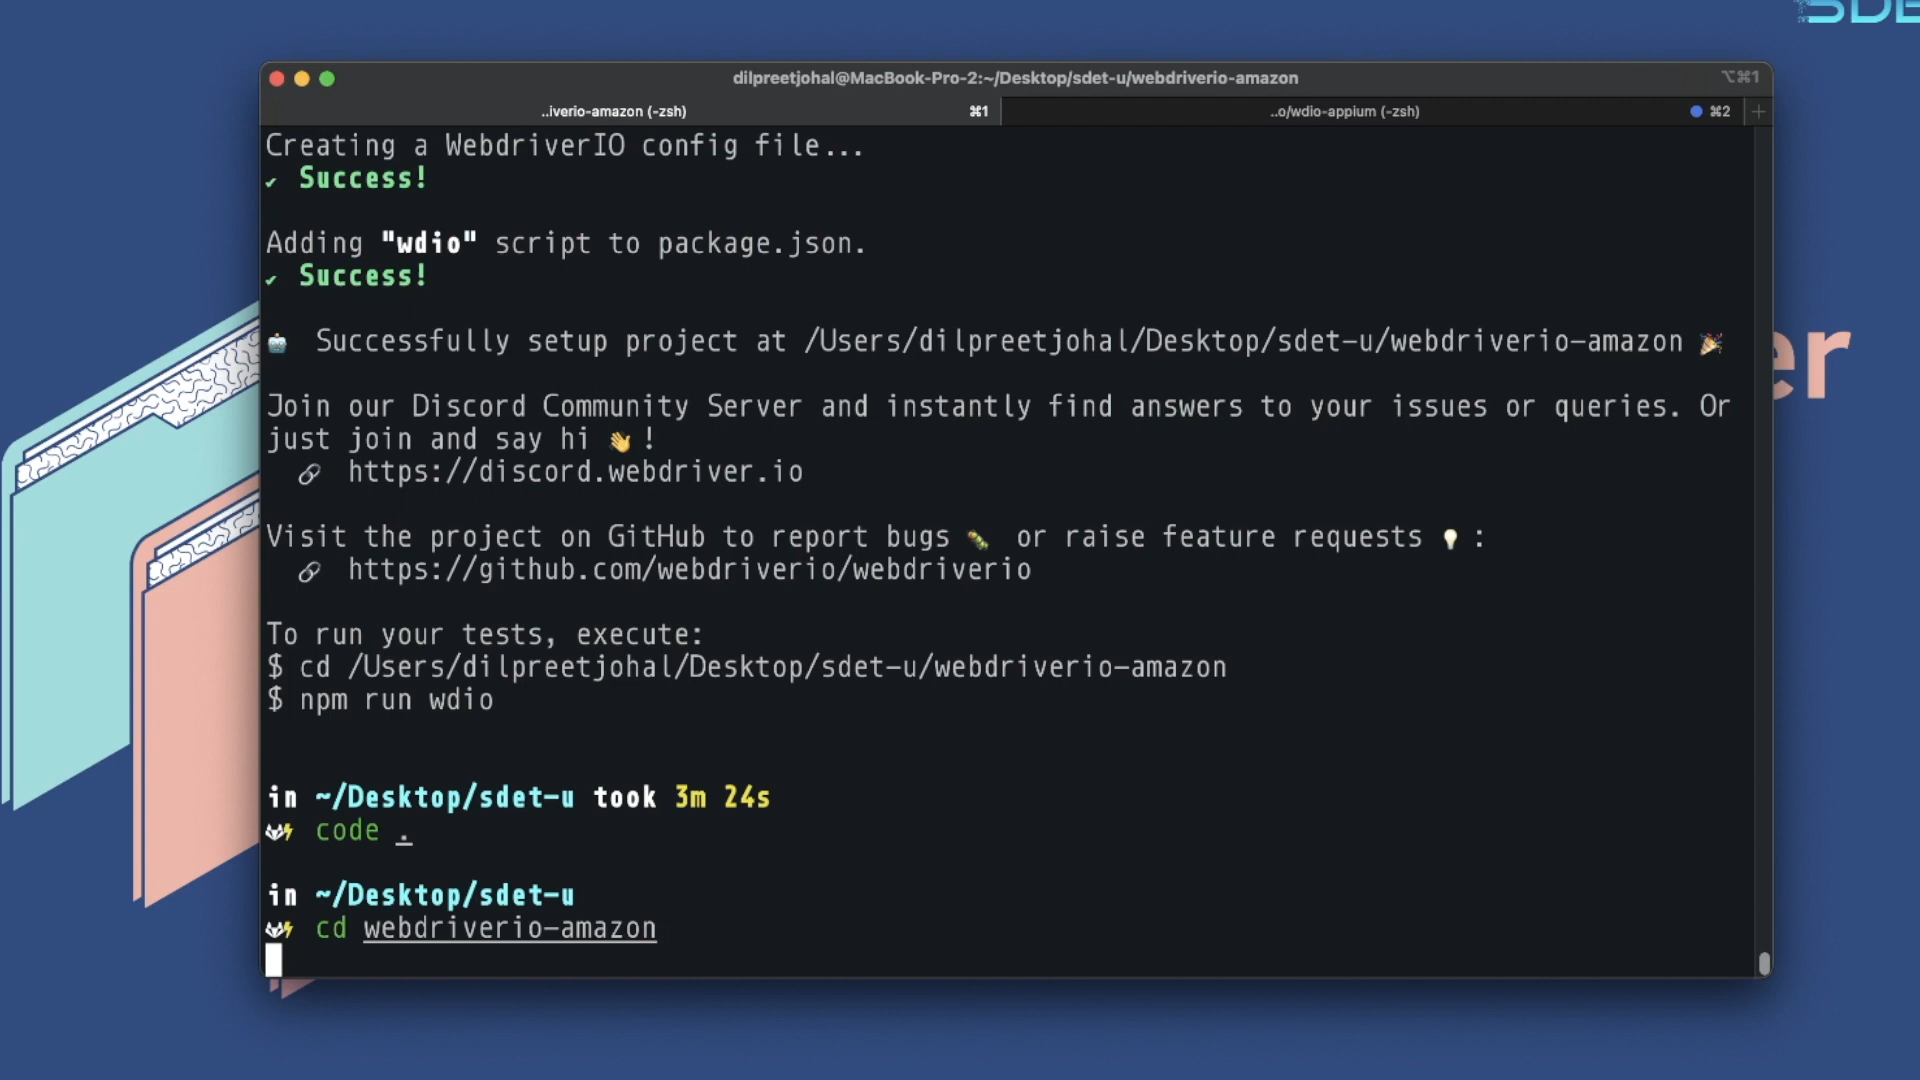 SDE
dilpreetjohal@MacBook-Pro-2:~/Desktop/sdet-u/webdriverio-amazon
⌥⌘1
..iverio-amazon (-zsh)
⌘1
..o/wdio-appium (-zsh)
⌘2
Creating a WebdriverIO config file...
✔ Success!
Adding "wdio" script to package.json.
✔ Success!
🤖 Successfully setup project at /Users/dilpreetjohal/Desktop/sdet-u/webdriverio-amazon 🎉
er
Join our Discord Community Server and instantly find answers to your issues or queries. Or
just join and say hi 👋 !
🔗 https://discord.webdriver.io
Visit the project on GitHub to report bugs 🐛 or raise feature requests 💡 :
🔗 https://github.com/webdriverio/webdriverio
To run your tests, execute:
$ cd /Users/dilpreetjohal/Desktop/sdet-u/webdriverio-amazon
$ npm run wdio
in ~/Desktop/sdet-u took 3m 24s
code .
in ~/Desktop/sdet-u
cd webdriverio-amazon